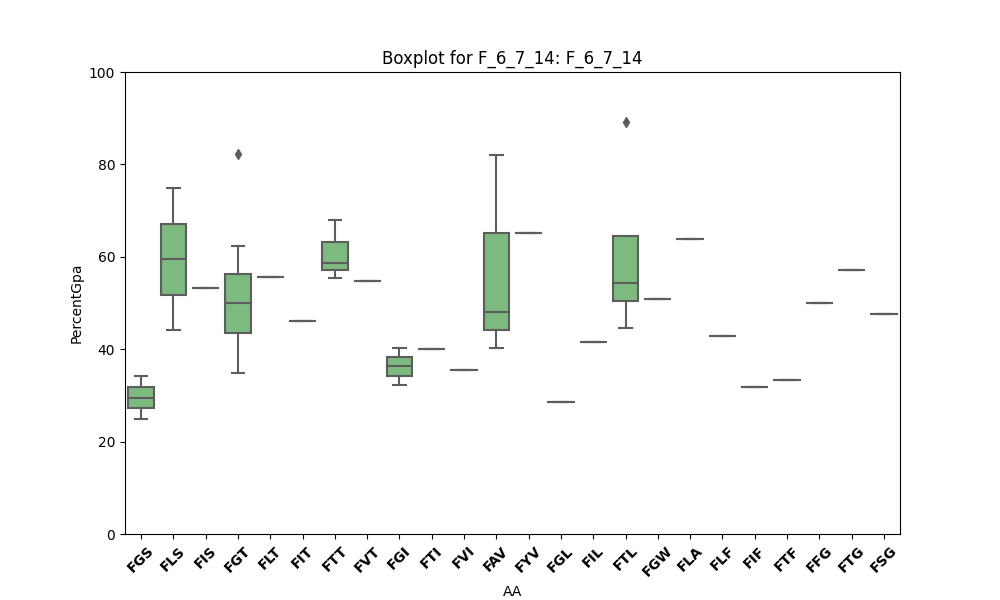 Boxplot for F_6_7_14: F_6_7_14
100
80
60
40
20
0
PercentGpa
FGS FLS FIS FGT FLT FIT FTT FVT FGI FTI FVI FAV FYV FGL FIL FTL FGW FLA FLF FIF FTF FFG FTG FSG
AA